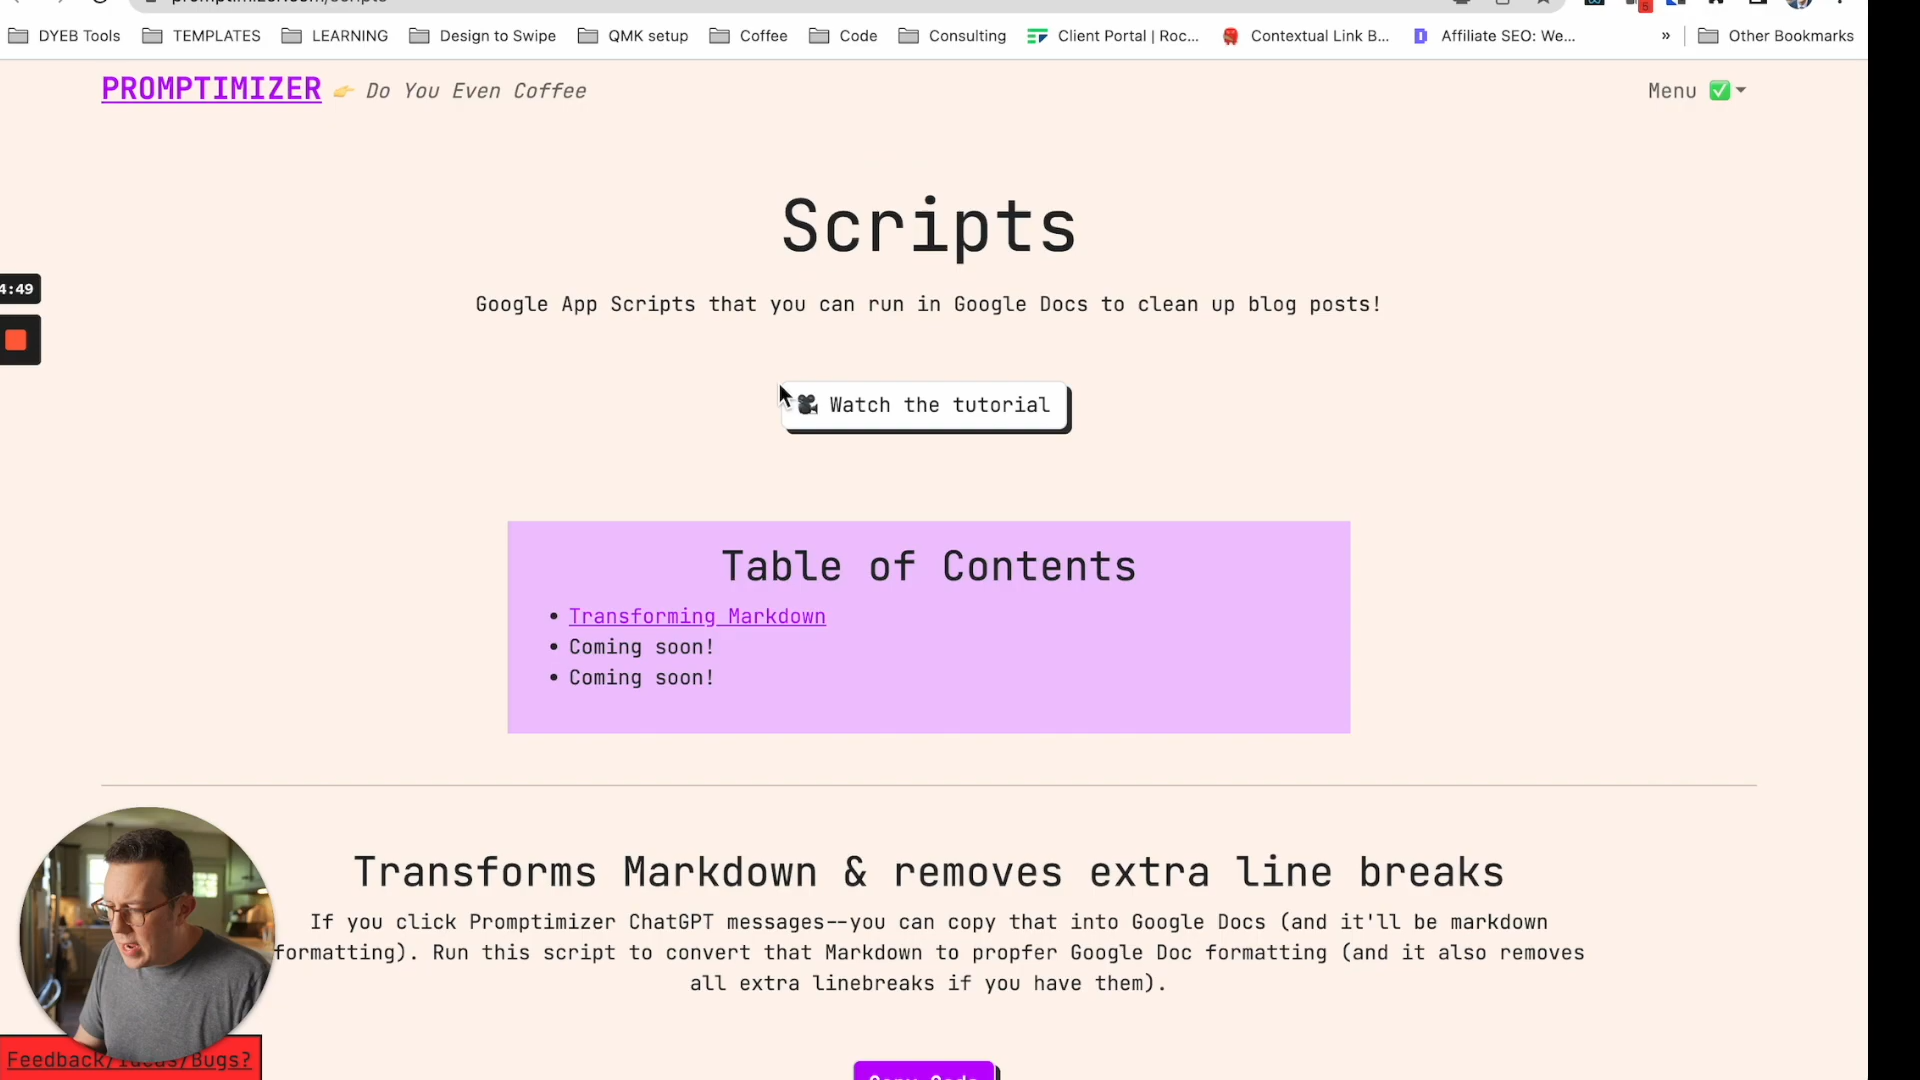 DYEB Tools
TEMPLATES
LEARNING
Design to Swipe
QMK setup
Coffee
Code
Consulting
Client Portal | Roc...
Contextual Link B...
Affiliate SEO: We...
»
Other Bookmarks
5
PROMPTIMIZER 👉 Do You Even Coffee
Menu ✅
Scripts
4:49
Google App Scripts that you can run in Google Docs to clean up blog posts!
🎥 Watch the tutorial
Table of Contents
• Transforming Markdown
• Coming soon!
• Coming soon!
Transforms Markdown & removes extra line breaks
If you click Promptimizer ChatGPT messages--you can copy that into Google Docs (and it'll be markdown
formatting). Run this script to convert that Markdown to propfer Google Doc formatting (and it also removes
all extra linebreaks if you have them).
Feedback/Ideas/Bugs?
Copy Code